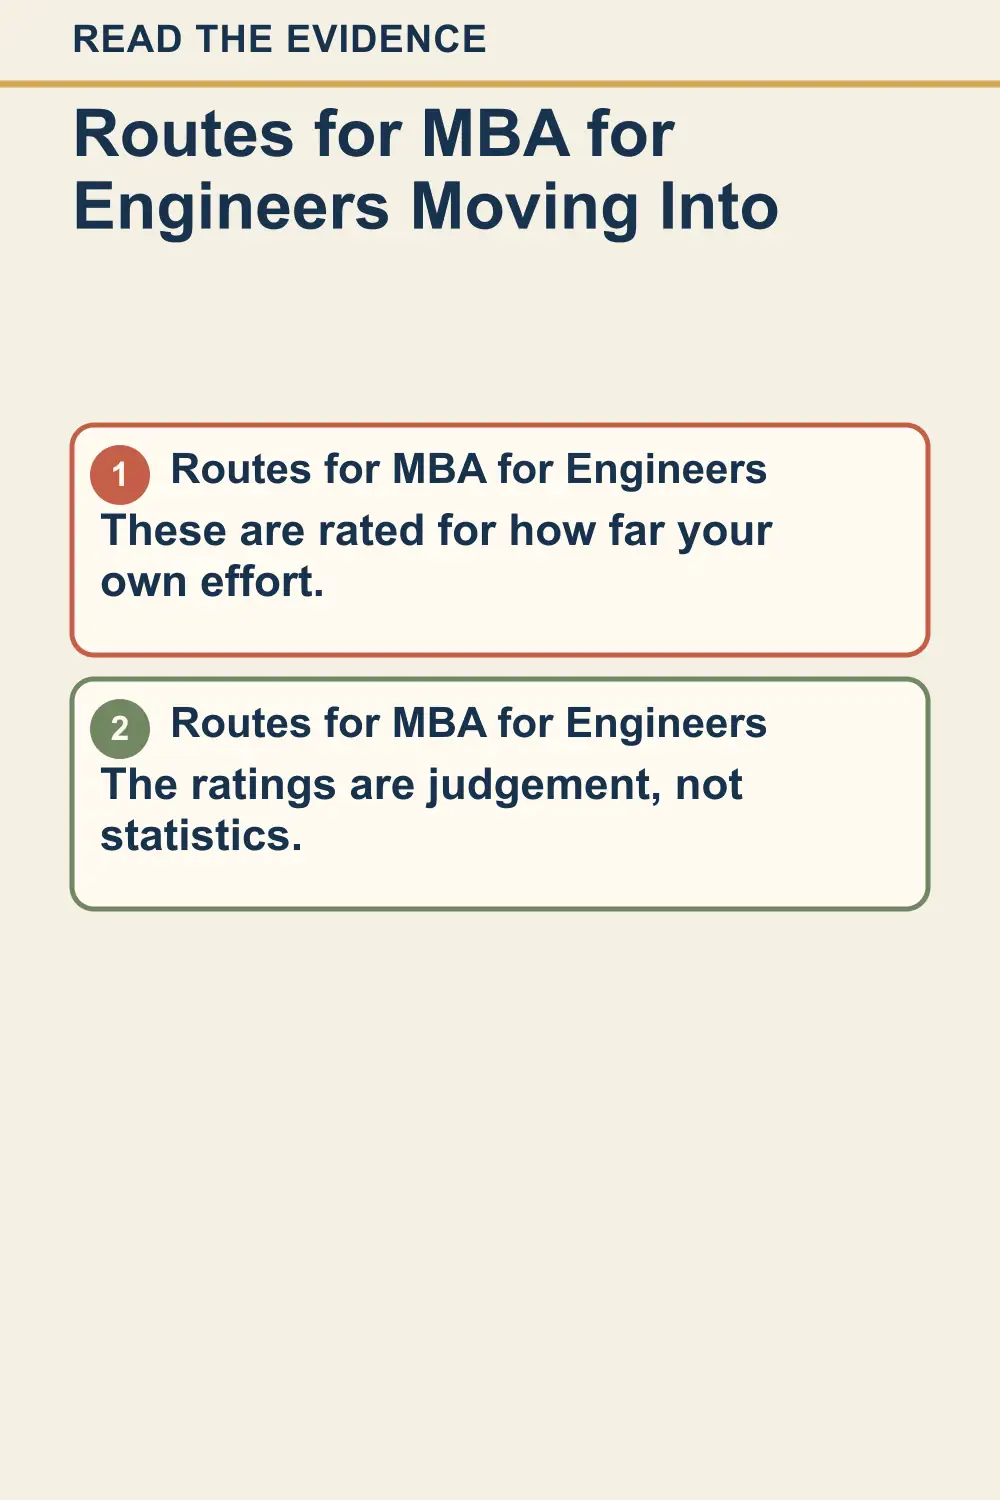 READ THE EVIDENCE
Routes for MBA for
Engineers Moving Into
1 Routes for MBA for Engineers
These are rated for how far your
own effort.
2 Routes for MBA for Engineers
The ratings are judgement, not
statistics.